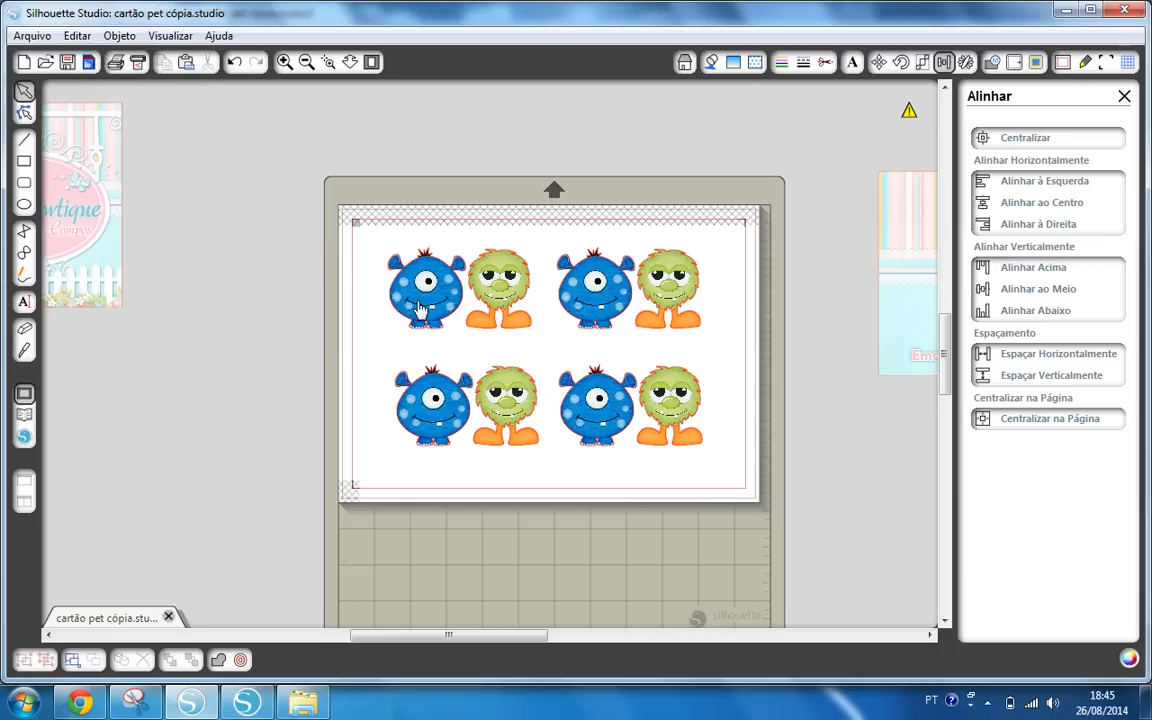 Silhouette Studio: cartão pet cópia.studio
Arquivo Editar Objeto Visualizar Ajuda
Alinhar
Centralizar
Alinhar Horizontalmente
Alinhar à Esquerda
Alinhar ao Centro
Alinhar à Direita
Alinhar Verticalmente
Alinhar Acima
Alinhar ao Meio
Alinhar Abaixo
Espaçamento
Espaçar Horizontalmente
Espaçar Verticalmente
Centralizar na Página
Centralizar na Página
wtique
Campos
silhouette
cartão pet cópia.stu...
PT
18:45
26/08/2014